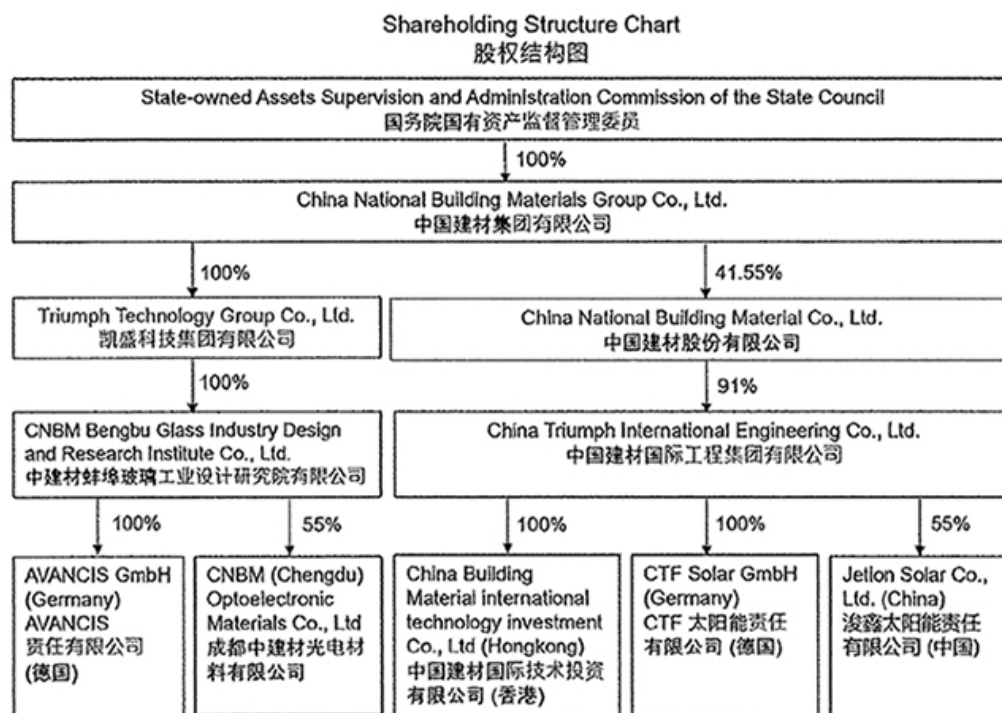 Shareholding Structure Chart
股权结构图
State-owned Assets Supervision and Administration Commission of the State Council
国务院国有资产监督管理委员
100%
China National Building Materials Group Co., Ltd.
中国建材集团有限公司
100%
41.55%
Triumph Technology Group Co., Ltd.
凯盛科技集团有限公司
China National Building Material Co., Ltd.
中国建材股份有限公司
100%
91%
CNBM Bengbu Glass Industry Design
and Research Institute Co., Ltd.
中建材蚌埠玻璃工业设计研究院有限公司
China Triumph International Engineering Co., Ltd.
中国建材国际工程集团有限公司
100%
55%
100%
100%
55%
AVANCIS GmbH
(Germany)
AVANCIS
责任有限公司
(德国)
CNBM (Chengdu)
Optoelectronic
Materials Co., Ltd
成都中建材光电材
料有限公司
China Building
Material international
technology investment
Co., Ltd (Hongkong)
中国建材国际技术投资
有限公司 (香港)
CTF Solar GmbH
(Germany)
CTF 太阳能责任
有限公司 (德国)
Jetion Solar Co.,
Ltd. (China)
浚鑫太阳能责任
有限公司 (中国)